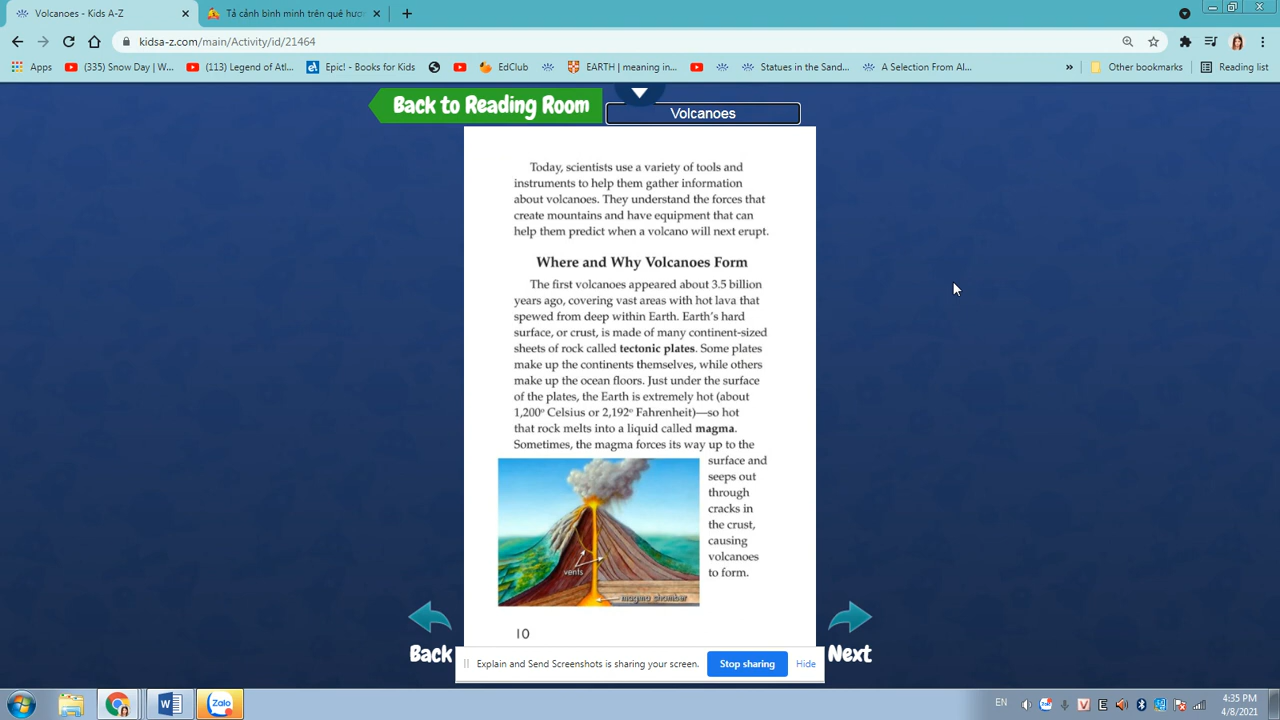 Volcanoes - Kids A-Z
Tả cảnh bình minh trên quê hươ
kidsa-z.com/main/Activity/id/21464
Apps
(335) Snow Day | W...
(113) Legend of Atl...
Epic! - Books for Kids
EdClub
EARTH | meaning in...
Statues in the Sand...
A Selection From Al...
»
Other bookmarks
Reading list
Back to Reading Room
Volcanoes
Today, scientists use a variety of tools and
instruments to help them gather information
about volcanoes. They understand the forces that
create mountains and have equipment that can
help them predict when a volcano will next erupt.
Where and Why Volcanoes Form
The first volcanoes appeared about 3.5 billion
years ago, covering vast areas with hot lava that
spewed from deep within Earth. Earth's hard
surface, or crust, is made of many continent-sized
sheets of rock called tectonic plates. Some plates
make up the continents themselves, while others
make up the ocean floors. Just under the surface
of the plates, the Earth is extremely hot (about
1,200º Celsius or 2,192º Fahrenheit)—so hot
that rock melts into a liquid called magma.
Sometimes, the magma forces its way up to the
surface and
seeps out
through
cracks in
the crust,
causing
volcanoes
to form.
vents
magma chamber
10
Back
Next
Explain and Send Screenshots is sharing your screen.
Stop sharing
Hide
Zalo
EN
4:35 PM
4/8/2021